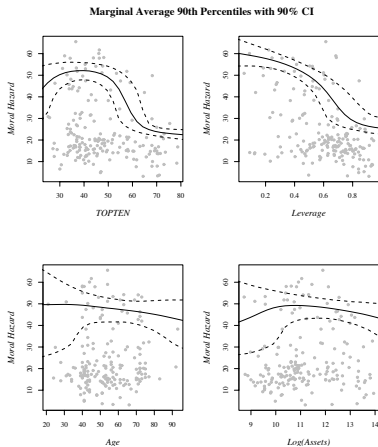 Marginal Average 90th Percentiles with 90% CI
Moral Hazard
10 20 30 40 50 60
30 40 50 60 70 80
TOPTEN
Moral Hazard
10 20 30 40 50 60
0.2 0.4 0.6 0.8
Leverage
Moral Hazard
10 20 30 40 50 60
20 30 40 50 60 70 80 90
Age
Moral Hazard
10 20 30 40 50 60
9 10 11 12 13 14
Log(Assets)